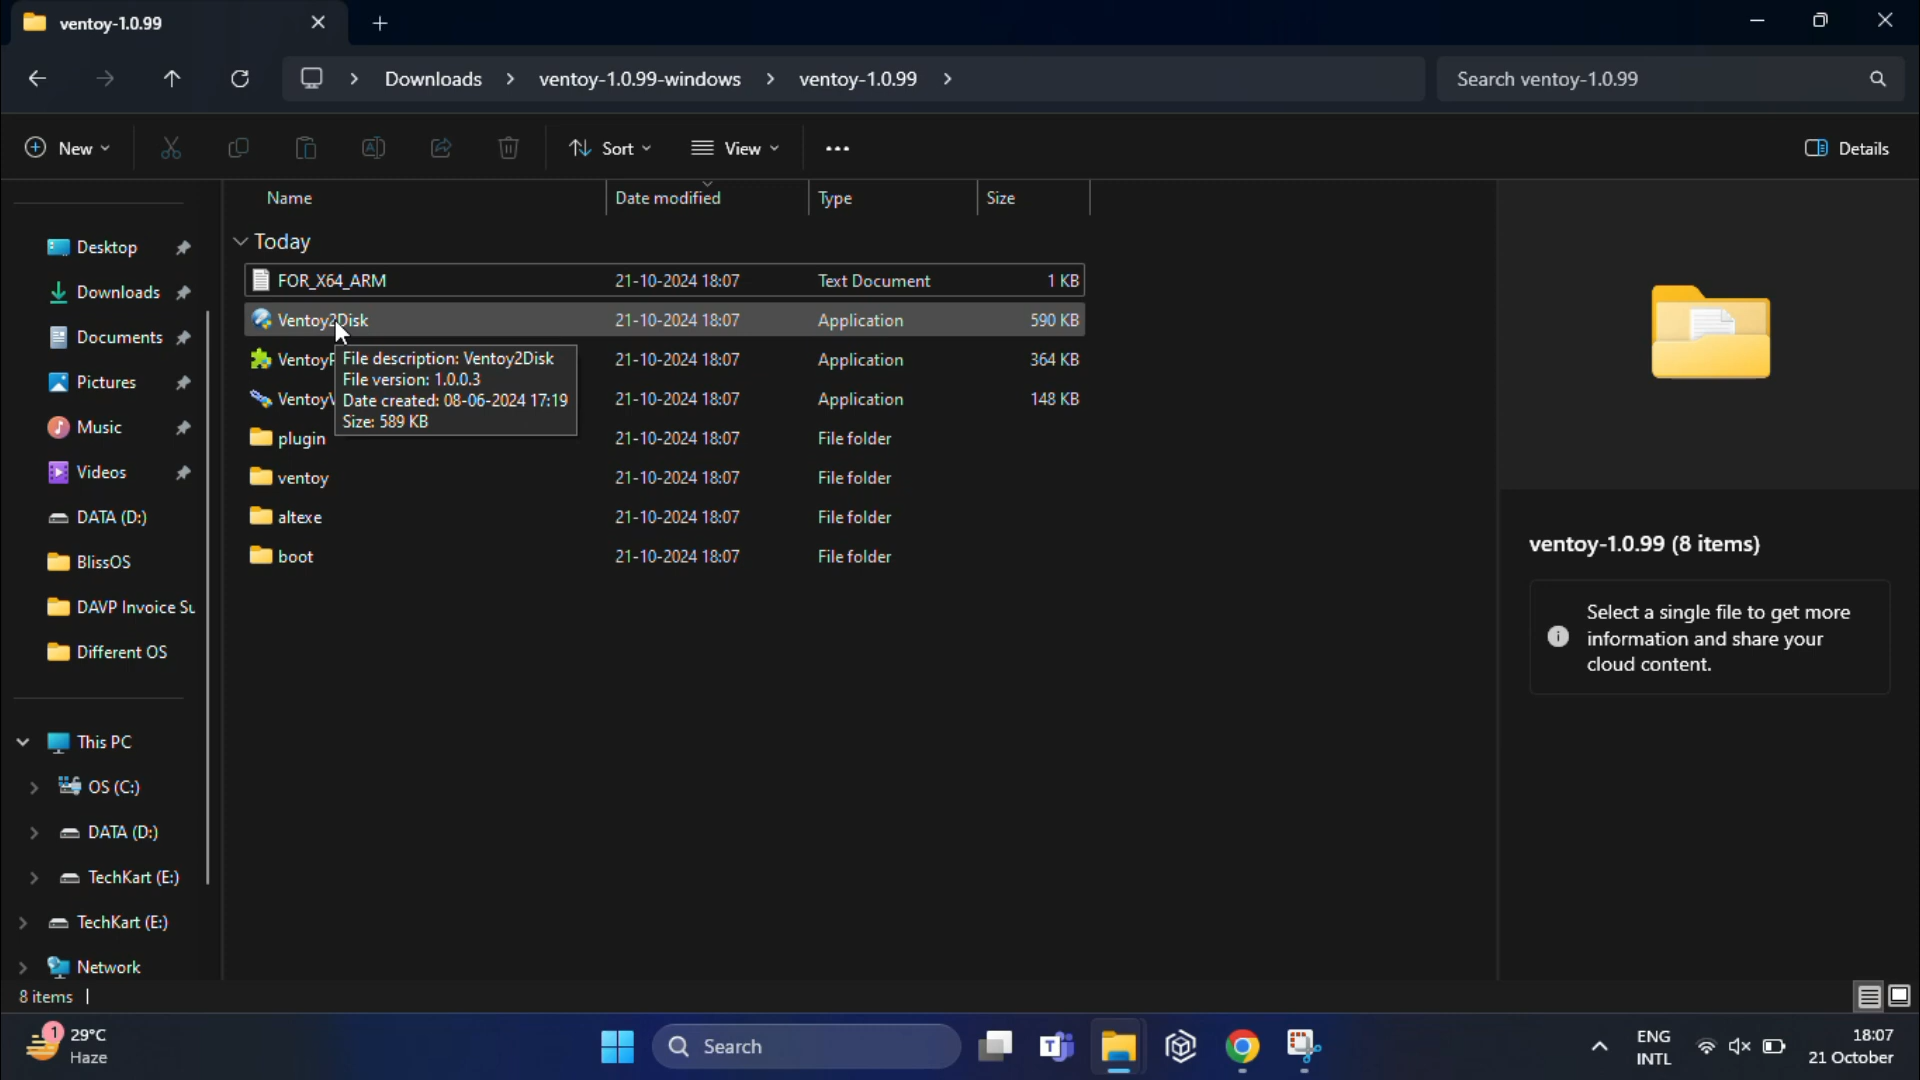 ventoy-1.0.99
Downloads
ventoy-1.0.99-windows
ventoy-1.0.99
Search ventoy-1.0.99
New
Sort
View
Details
Name Date modified Type Size
Today
FOR_X64_ARM 21-10-2024 18:07 Text Document 1 KB
Ventoy2Disk 21-10-2024 18:07 Application 590 KB
VentoyP 21-10-2024 18:07 Application 364 KB
VentoyV 21-10-2024 18:07 Application 148 KB
plugin 21-10-2024 18:07 File folder
ventoy 21-10-2024 18:07 File folder
altexe 21-10-2024 18:07 File folder
boot 21-10-2024 18:07 File folder
File description: Ventoy2Disk
File version: 1.0.0.3
Date created: 08-06-2024 17:19
Size: 589 KB
Desktop
Downloads
Documents
Pictures
Music
Videos
DATA (D:)
BlissOS
DAVP Invoice Su
Different OS
This PC
OS (C:)
DATA (D:)
TechKart (E:)
TechKart (E:)
Network
ventoy-1.0.99 (8 items)
Select a single file to get more
information and share your
cloud content.
8 items
1
29°C
Haze
Search
ENG
INTL
18:07
21 October